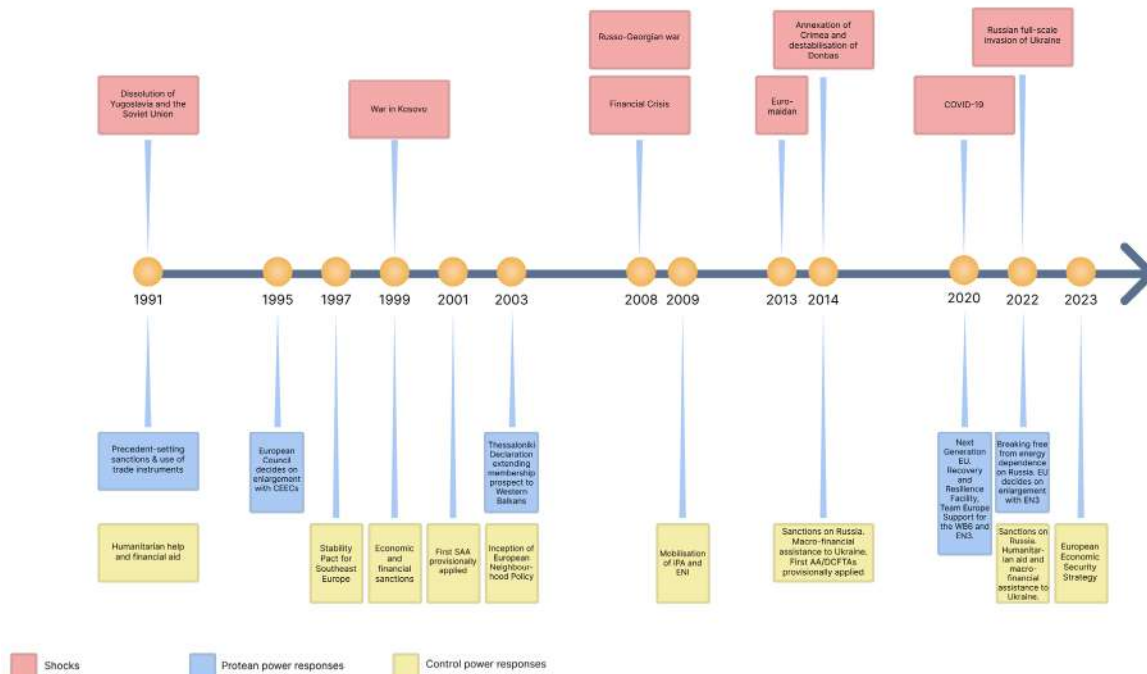 Dissolution of
Yugoslavia and the
Soviet Union
War in Kosovo
Russo-Georgian war
Financial Crisis
Euro-
maidan
Annexation of
Crimea and
destabilisation of
Donbas
COVID-19
Russian full-scale
invasion of Ukraine
1991
1995
1997
1999
2001
2003
2008
2009
2013
2014
2020
2022
2023
Precedent-setting
sanctions & use of
trade instruments
European
Council
decides on
enlargement
with CEECs
Thessaloniki
Declaration
extending
membership
prospect to
Western
Balkans
Next
Generation
EU.
Recovery
and
Resilience
Facility,
Team Europe
Support for
the WB6 and
EN3.
Breaking free
from energy
dependence
on Russia. EU
decides on
enlargement
with EN3
Humanitarian help
and financial aid
Stability
Pact for
Southeast
Europe
Economic
and
financial
sanctions
First SAA
provisionally
applied
Inception of
European
Neighbour-
hood Policy
Mobilisation
of IPA and
ENI
Sanctions on Russia.
Macro-financial
assistance to Ukraine.
First AA/DCFTAs
provisionally applied
Sanctions on
Russia.
Humanitar-
ian aid and
macro-
financial
assistance to
Ukraine.
European
Economic
Security
Strategy
Shocks
Protean power responses
Control power responses